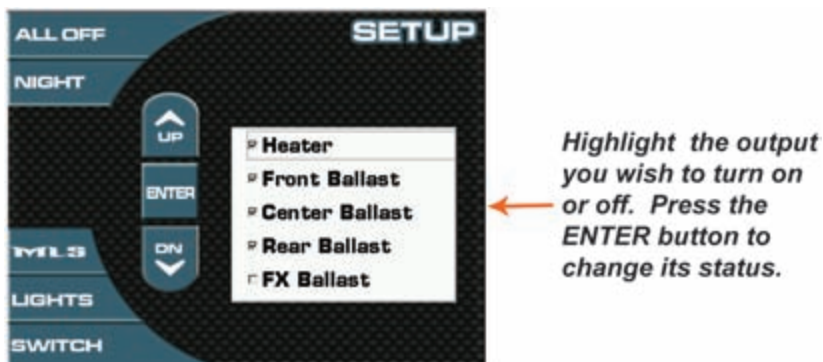 ALL OFF
SETUP
NIGHT
UP
ENTER
DN
Heater
Front Ballast
Center Ballast
Rear Ballast
FX Ballast
MLS
LIGHTS
SWITCH
Highlight the output
you wish to turn on
or off. Press the
ENTER button to
change its status.